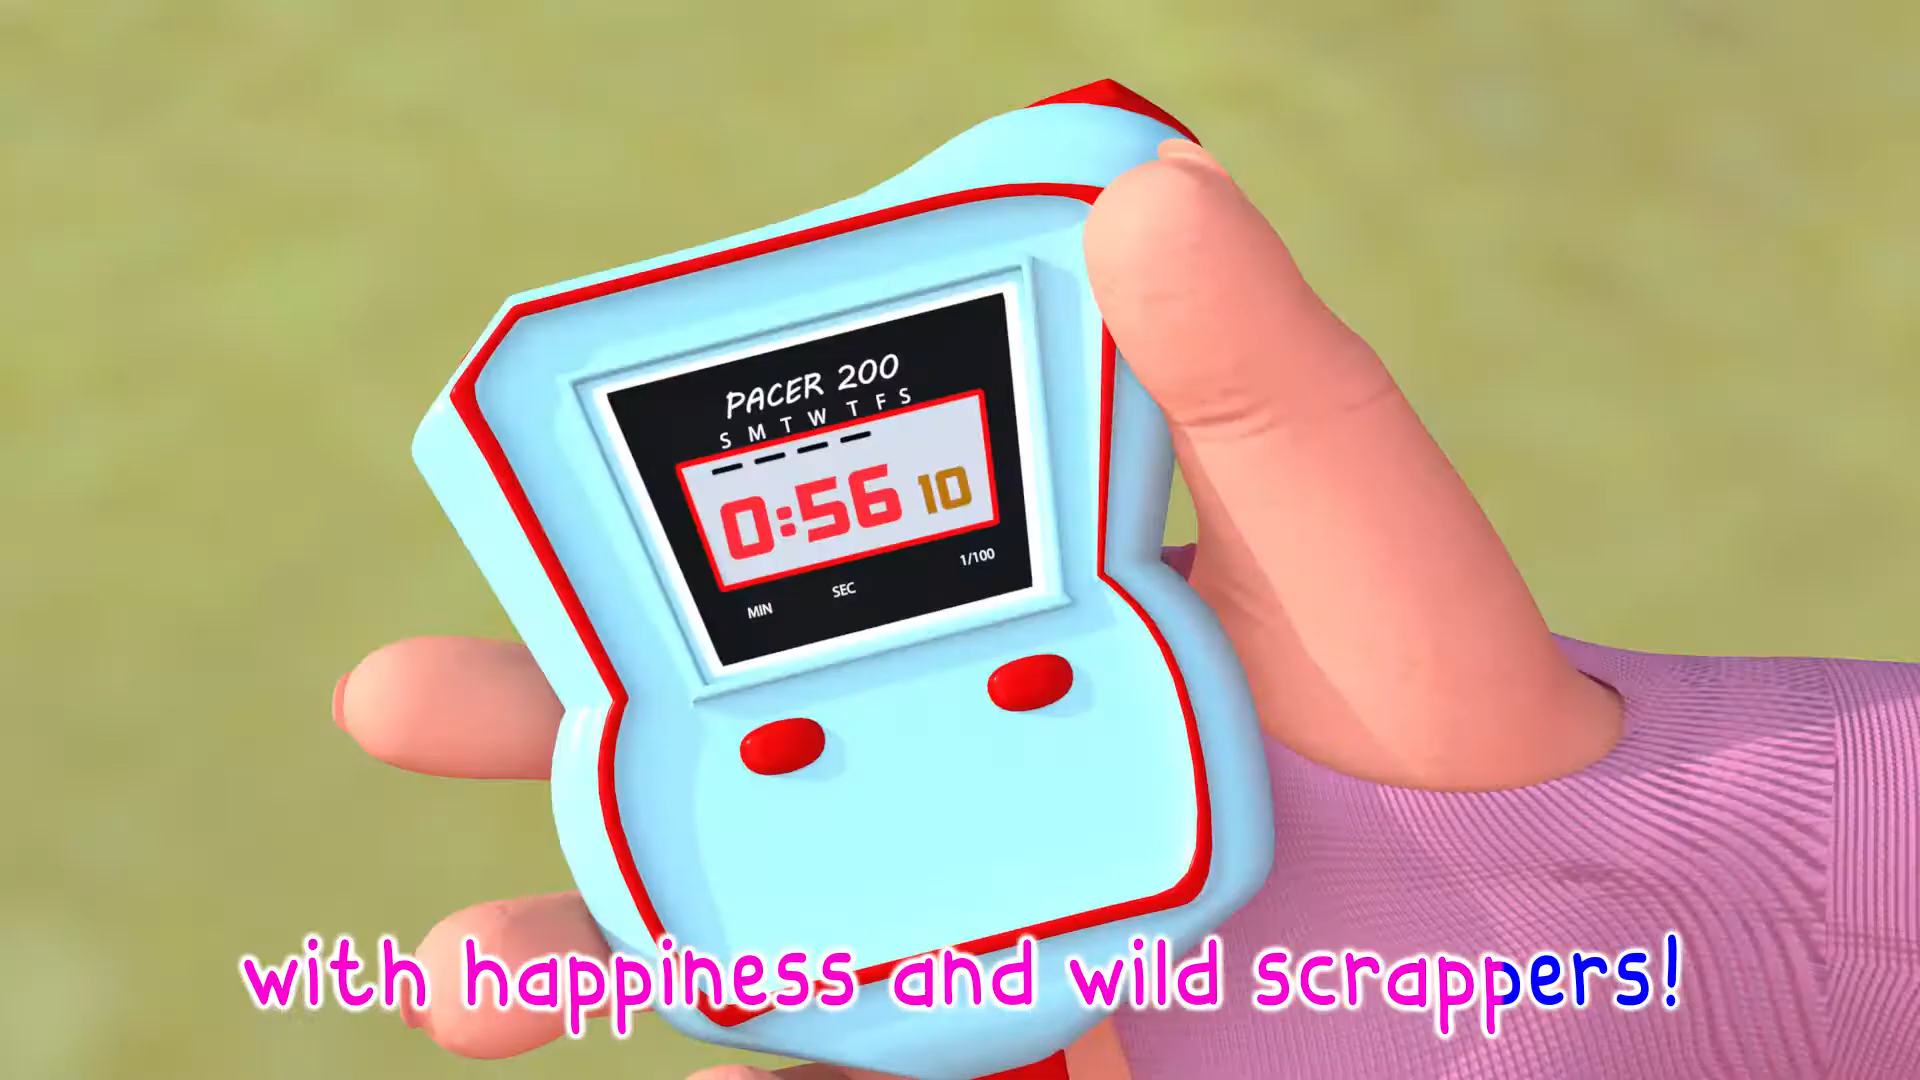 PACER 200
S M T W T F S
0:56 10
MIN SEC 1/100
with happiness and wild scrappers!